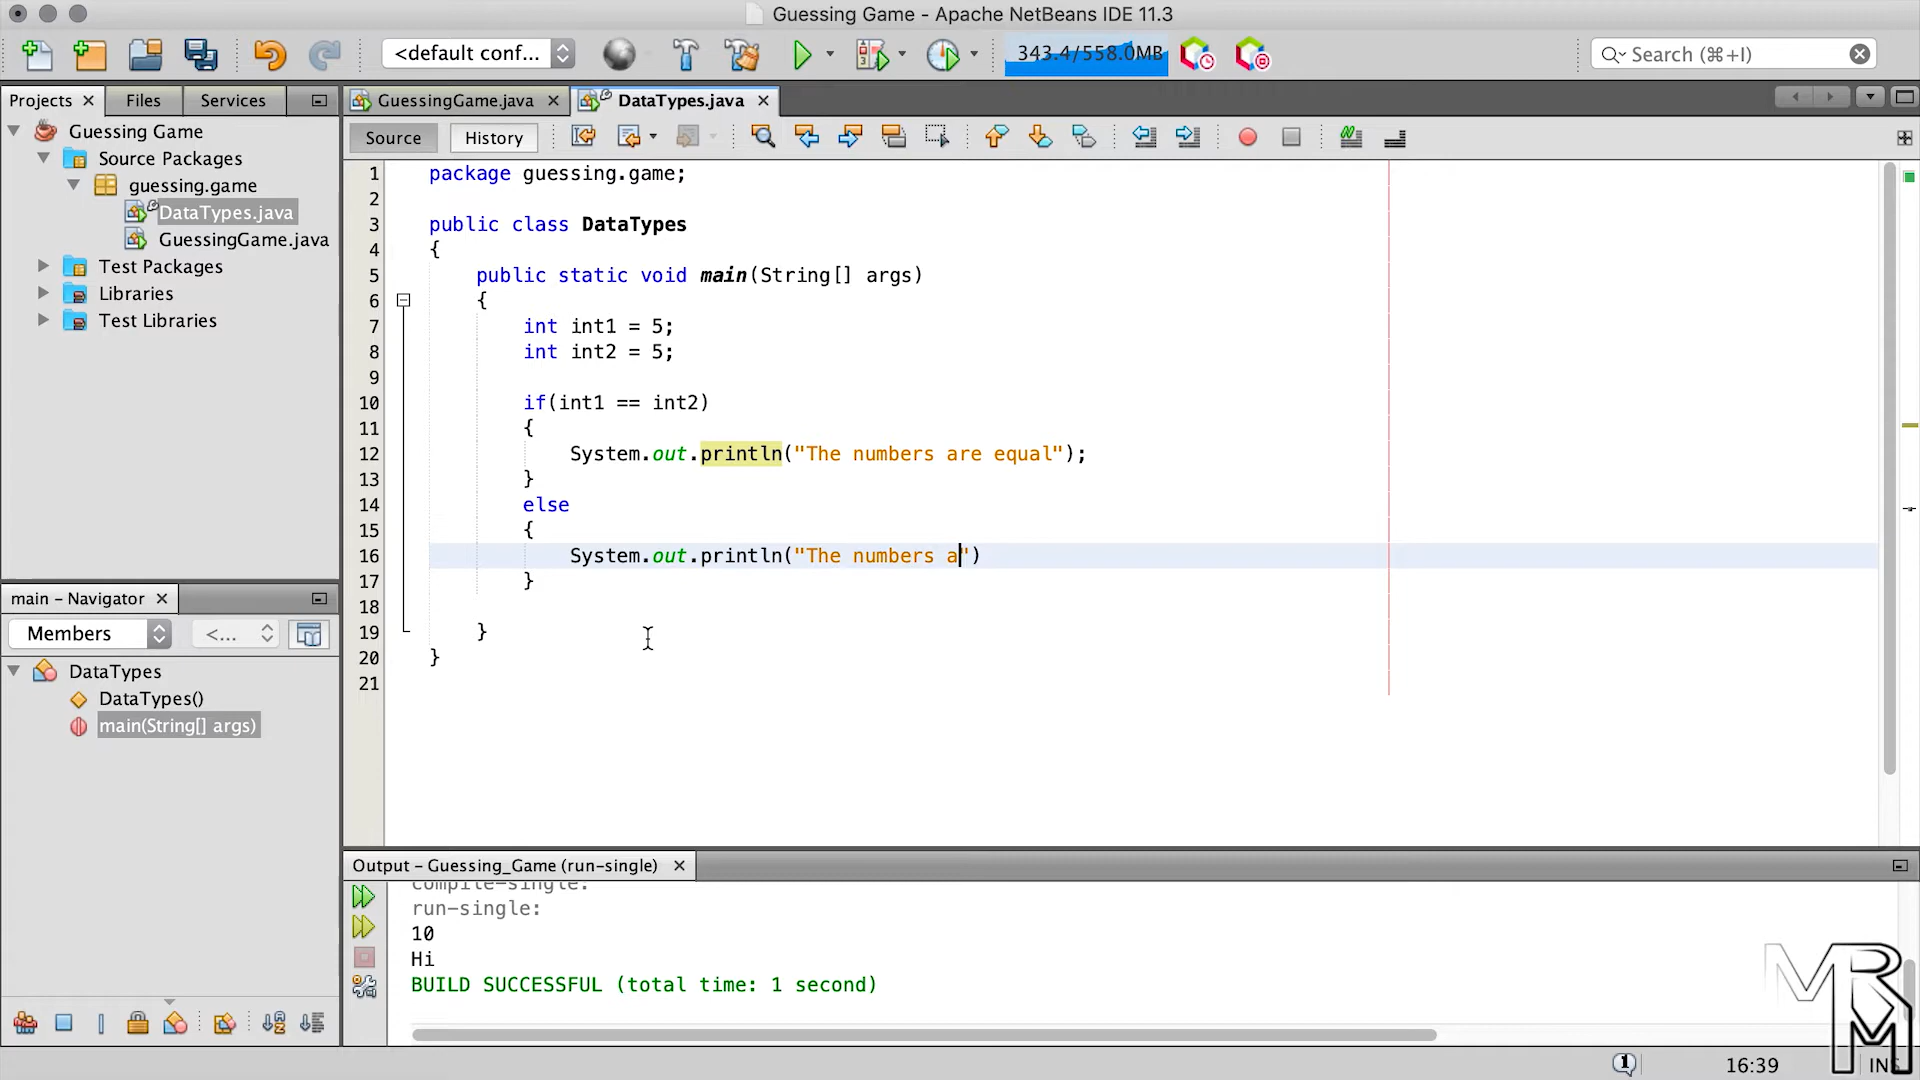 Guessing Game - Apache NetBeans IDE 11.3
<default conf...
343.4/558.0MB
Search (⌘+I)
Projects
Files
Services
GuessingGame.java
DataTypes.java
Source
History
Guessing Game
Source Packages
guessing.game
DataTypes.java
GuessingGame.java
Test Packages
Libraries
Test Libraries
1 package guessing.game;
2
3 public class DataTypes
4 {
5 public static void main(String[] args)
6 {
7 int int1 = 5;
8 int int2 = 5;
9
10 if(int1 == int2)
11 {
12 System.out.println("The numbers are equal");
13 }
14 else
15 {
16 System.out.println("The numbers a")
17 }
18
19 }
20 }
21
main - Navigator
Members
<...
DataTypes
DataTypes()
main(String[] args)
Output - Guessing_Game (run-single)
compile-single:
run-single:
10
Hi
BUILD SUCCESSFUL (total time: 1 second)
1
16:39